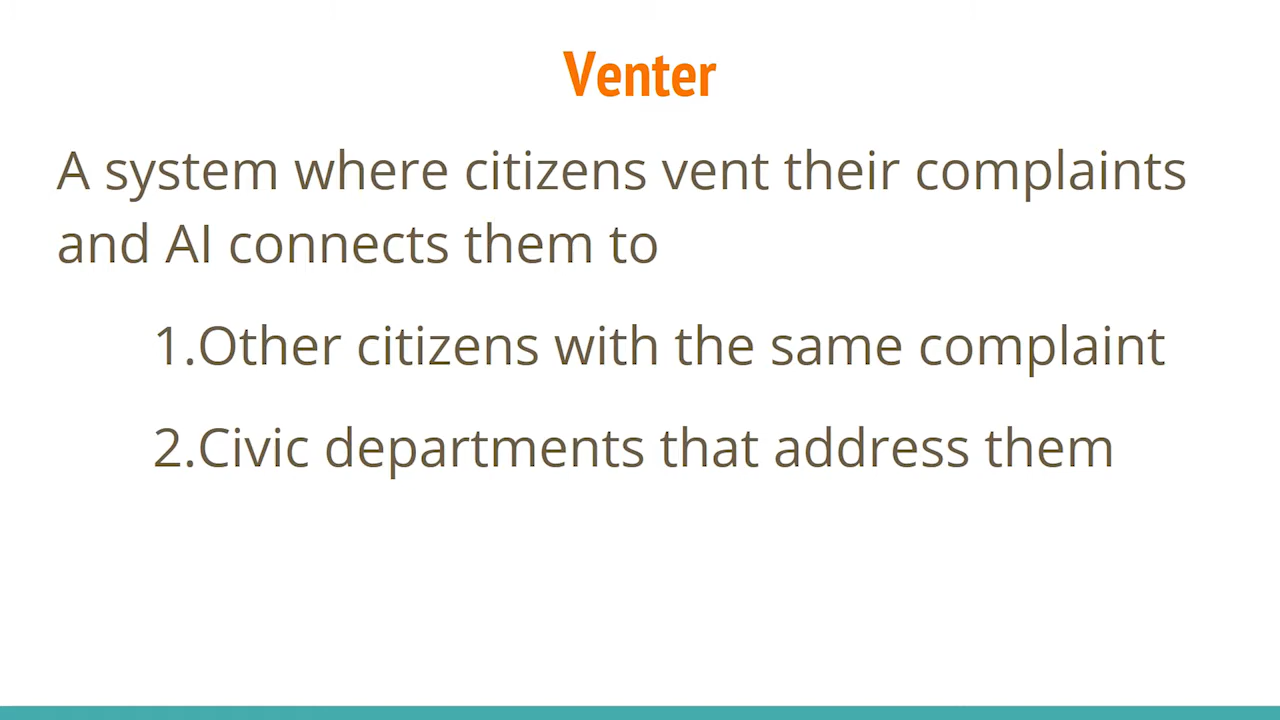 Venter
A system where citizens vent their complaints
and AI connects them to
1.Other citizens with the same complaint
2.Civic departments that address them